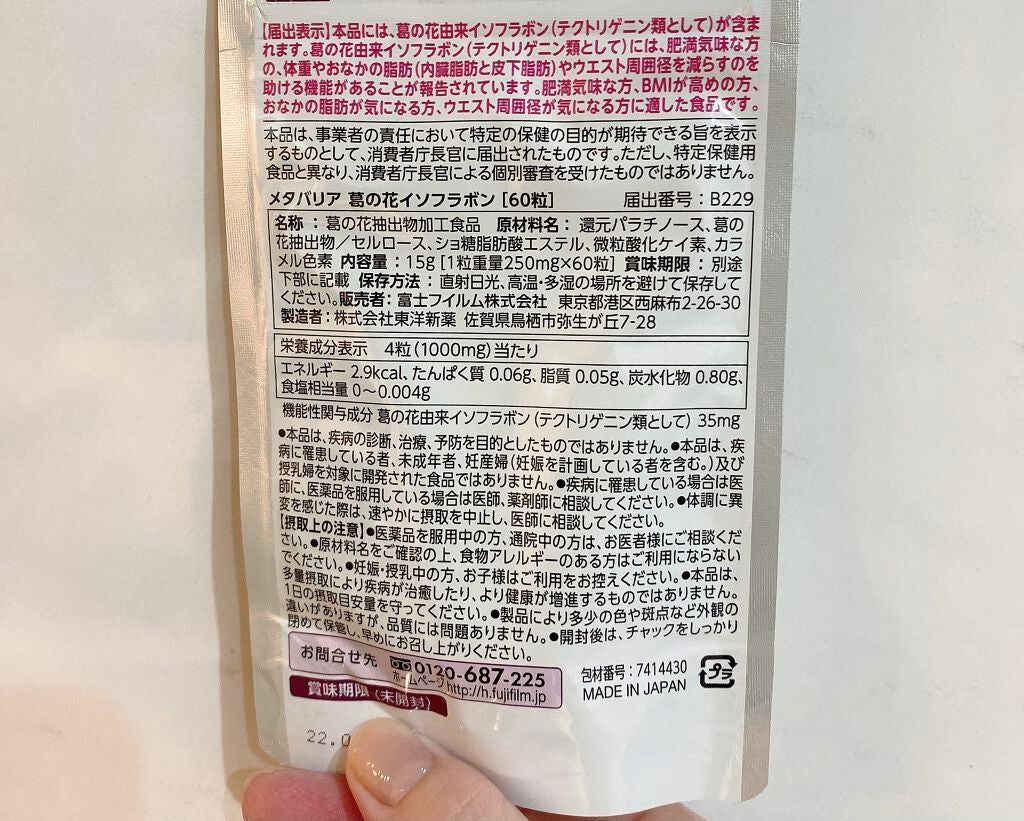 【届出表示】本品には、葛の花由来イソフラボン(テクトリゲニン類として)が含ま
れます。葛の花由来イソフラボン(テクトリゲニン類として)には、肥満気味な方
の、体重やおなかの脂肪(内臓脂肪と皮下脂肪)やウエスト周囲径を減らすのを
助ける機能があることが報告されています。肥満気味な方、BMIが高めの方、
おなかの脂肪が気になる方、ウエスト周囲径が気になる方に適した食品です。
本品は、事業者の責任において特定の保健の目的が期待できる旨を表示
するものとして、消費者庁長官に届出されたものです。ただし、特定保健用
食品と異なり、消費者庁長官による個別審査を受けたものではありません。
メタバリア 葛の花イソフラボン [60粒] 届出番号：B229
名称：葛の花抽出物加工食品 原材料名：還元パラチノース、葛の
花抽出物／セルロース、ショ糖脂肪酸エステル、微粒酸化ケイ素、カラ
メル色素 内容量：15g [1粒重量250mg×60粒] 賞味期限：別途
下部に記載 保存方法：直射日光、高温・多湿の場所を避けて保存して
ください。販売者：富士フイルム株式会社 東京都港区西麻布2-26-30
製造者：株式会社東洋新薬 佐賀県鳥栖市弥生が丘7-28
栄養成分表示 4粒(1000mg)当たり
エネルギー 2.9kcal、たんぱく質 0.06g、脂質 0.05g、炭水化物 0.80g、
食塩相当量 0～0.004g
機能性関与成分 葛の花由来イソフラボン(テクトリゲニン類として) 35mg
●本品は、疾病の診断、治療、予防を目的としたものではありません。●本品は、疾
病に罹患している者、未成年者、妊産婦(妊娠を計画している者を含む。)及び
授乳婦を対象に開発された食品ではありません。●疾病に罹患している場合は医
師に、医薬品を服用している場合は医師、薬剤師に相談してください。●体調に異
変を感じた際は、速やかに摂取を中止し、医師に相談してください。
【摂取上の注意】●医薬品を服用中の方、通院中の方は、お医者様にご相談くだ
さい。●原材料名をご確認の上、食物アレルギーのある方はご利用にならない
でください。●妊娠・授乳中の方、お子様はご利用をお控えください。●本品は、
多量摂取により疾病が治癒したり、より健康が増進するものではありません。
1日の摂取目安量を守ってください。●製品により多少の色や斑点など外観の
違いがありますが、品質には問題ありません。●開封後は、チャックをしっかり
閉めて保管し、早めにお召し上がりください。
お問合せ先 0120-687-225
ホームページ http://h.fujifilm.jp
包材番号：7414430
MADE IN JAPAN
プラ
賞味期限(未開封)
22.0